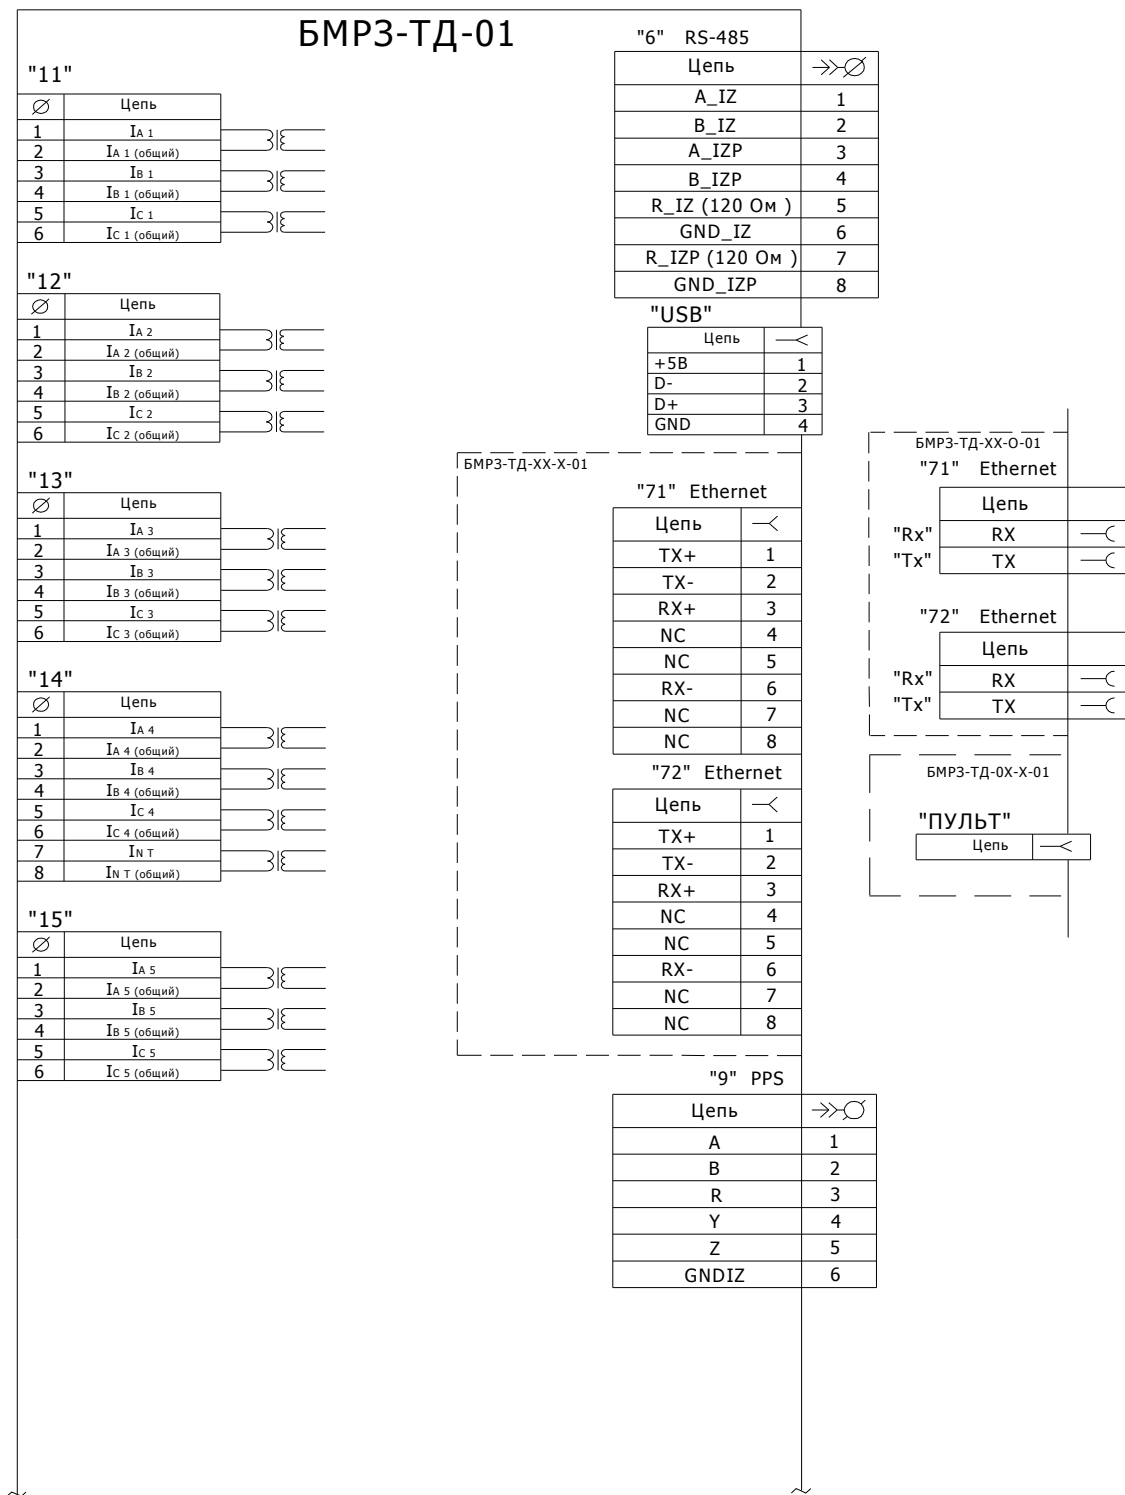 БМРЗ-ТД-01
"11"
Ø Цепь
1 IA 1
2 IA 1 (общий)
3 IB 1
4 IB 1 (общий)
5 IC 1
6 IC 1 (общий)
"12"
Ø Цепь
1 IA 2
2 IA 2 (общий)
3 IB 2
4 IB 2 (общий)
5 IC 2
6 IC 2 (общий)
"13"
Ø Цепь
1 IA 3
2 IA 3 (общий)
3 IB 3
4 IB 3 (общий)
5 IC 3
6 IC 3 (общий)
"14"
Ø Цепь
1 IA 4
2 IA 4 (общий)
3 IB 4
4 IB 4 (общий)
5 IC 4
6 IC 4 (общий)
7 IN T
8 IN T (общий)
"15"
Ø Цепь
1 IA 5
2 IA 5 (общий)
3 IB 5
4 IB 5 (общий)
5 IC 5
6 IC 5 (общий)
"6" RS-485
Цепь
A_IZ 1
B_IZ 2
A_IZP 3
B_IZP 4
R_IZ (120 Ом ) 5
GND_IZ 6
R_IZP (120 Ом ) 7
GND_IZP 8
"USB"
Цепь
+5В 1
D- 2
D+ 3
GND 4
БМРЗ-ТД-ХХ-Х-01
"71" Ethernet
Цепь
TX+ 1
TX- 2
RX+ 3
NC 4
NC 5
RX- 6
NC 7
NC 8
"72" Ethernet
Цепь
TX+ 1
TX- 2
RX+ 3
NC 4
NC 5
RX- 6
NC 7
NC 8
"9" PPS
Цепь
A 1
B 2
R 3
Y 4
Z 5
GNDIZ 6
БМРЗ-ТД-ХХ-О-01
"71" Ethernet
Цепь
"Rx" RX
"Tx" TX
"72" Ethernet
Цепь
"Rx" RX
"Tx" TX
БМРЗ-ТД-0Х-Х-01
"ПУЛЬТ"
Цепь